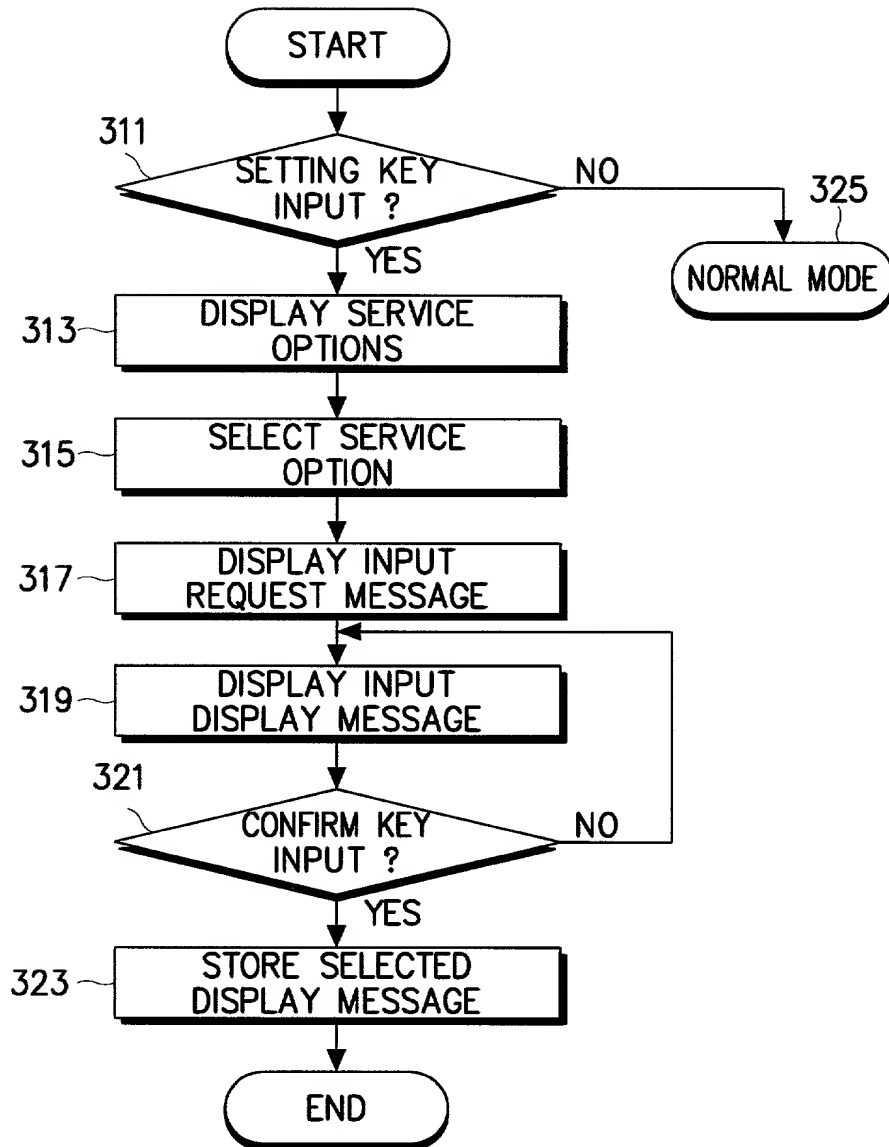 START
311
SETTING KEY
INPUT ?
NO
325
YES
NORMAL MODE
313
DISPLAY SERVICE
OPTIONS
315
SELECT SERVICE
OPTION
317
DISPLAY INPUT
REQUEST MESSAGE
319
DISPLAY INPUT
DISPLAY MESSAGE
321
CONFIRM KEY
INPUT ?
NO
YES
323
STORE SELECTED
DISPLAY MESSAGE
END